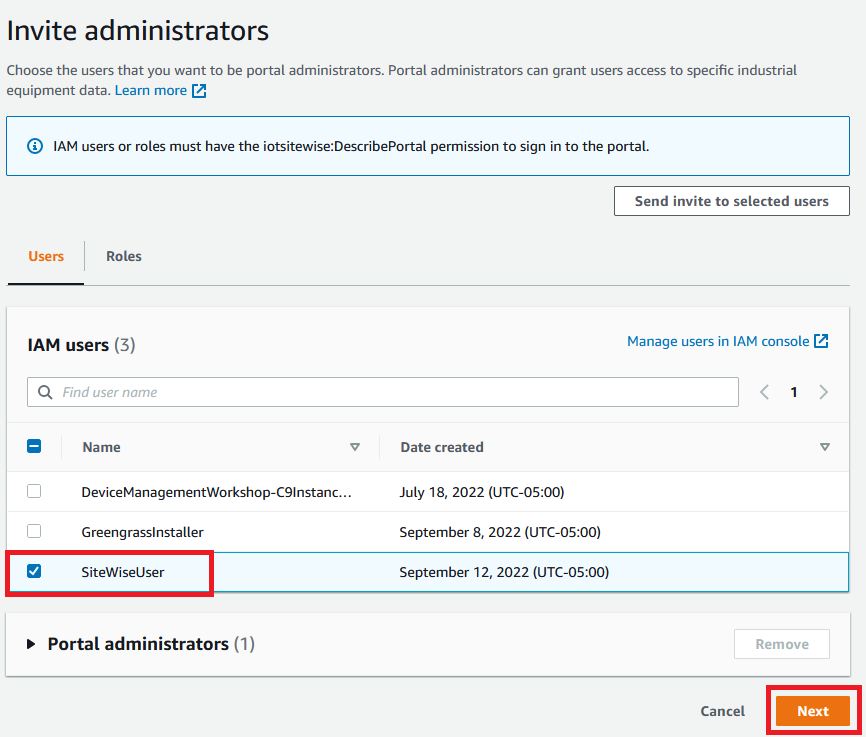 Invite administrators
Choose the users that you want to be portal administrators. Portal administrators can grant users access to specific industrial
equipment data. Learn more
IAM users or roles must have the iotsitewise:DescribePortal permission to sign in to the portal.
Send invite to selected users
Users
Roles
IAM users (3)
Manage users in IAM console
Find user name
1
Name
Date created
DeviceManagementWorkshop-C9Instanc...
July 18, 2022 (UTC-05:00)
GreengrassInstaller
September 8, 2022 (UTC-05:00)
SiteWiseUser
September 12, 2022 (UTC-05:00)
Portal administrators (1)
Remove
Cancel
Next